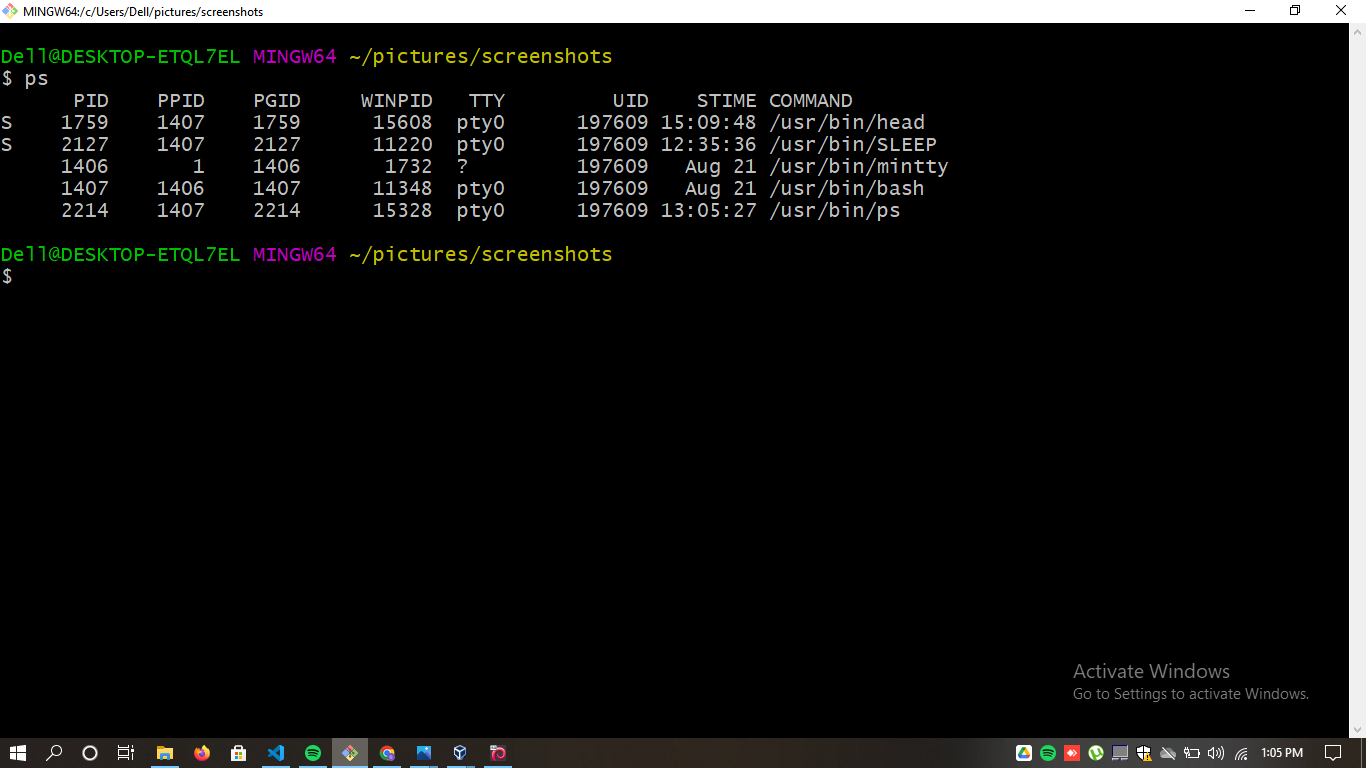 MINGW64:/c/Users/Dell/pictures/screenshots
Dell@DESKTOP-ETQL7EL MINGW64 ~/pictures/screenshots
$ ps
PID PPID PGID WINPID TTY UID STIME COMMAND
S 1759 1407 1759 15608 pty0 197609 15:09:48 /usr/bin/head
S 2127 1407 2127 11220 pty0 197609 12:35:36 /usr/bin/SLEEP
1406 1 1406 1732 ? 197609 Aug 21 /usr/bin/mintty
1407 1406 1407 11348 pty0 197609 Aug 21 /usr/bin/bash
2214 1407 2214 15328 pty0 197609 13:05:27 /usr/bin/ps
Dell@DESKTOP-ETQL7EL MINGW64 ~/pictures/screenshots
$
Activate Windows
Go to Settings to activate Windows.
1:05 PM